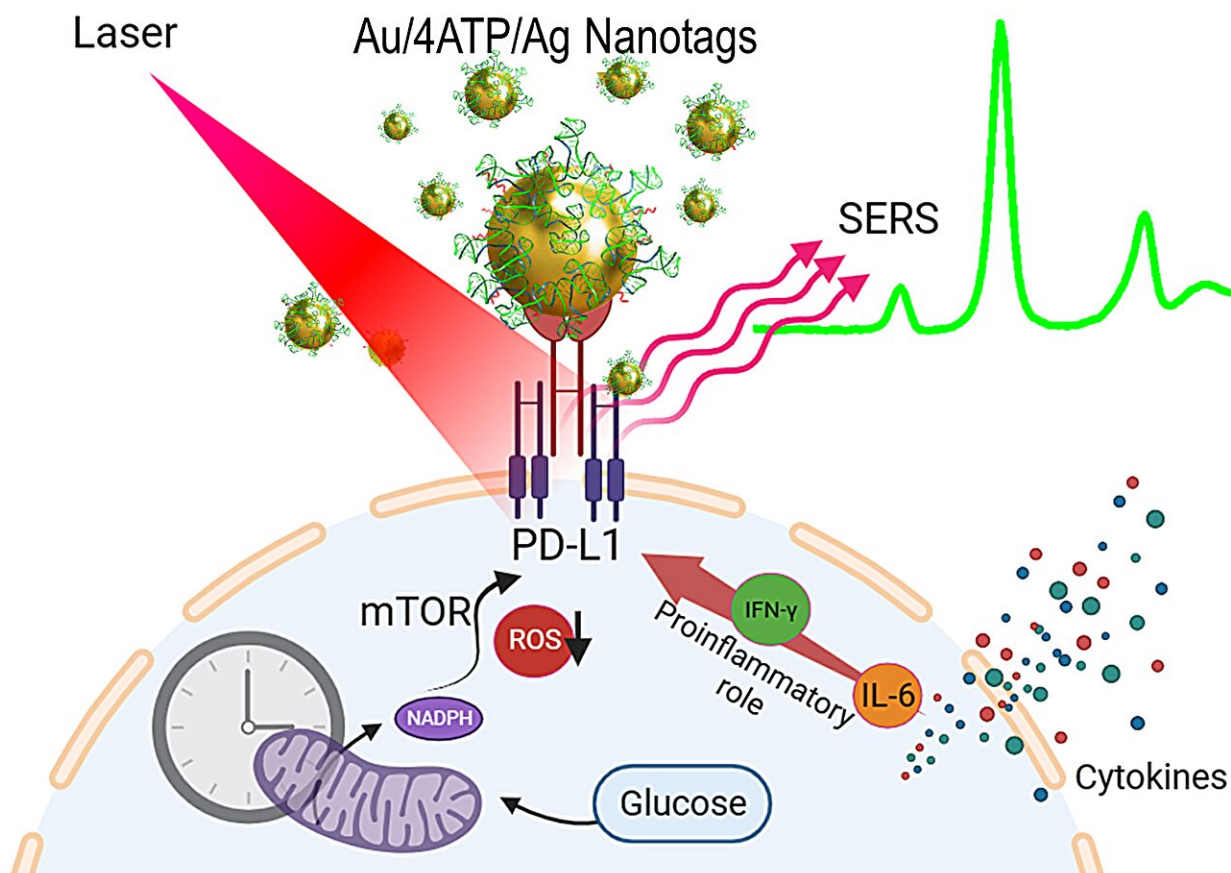 Laser
Au/4ATP/Ag Nanotags
SERS
PD-L1
mTOR
ROS
IFN-γ
Proinflammatory
role
IL-6
NADPH
Glucose
Cytokines